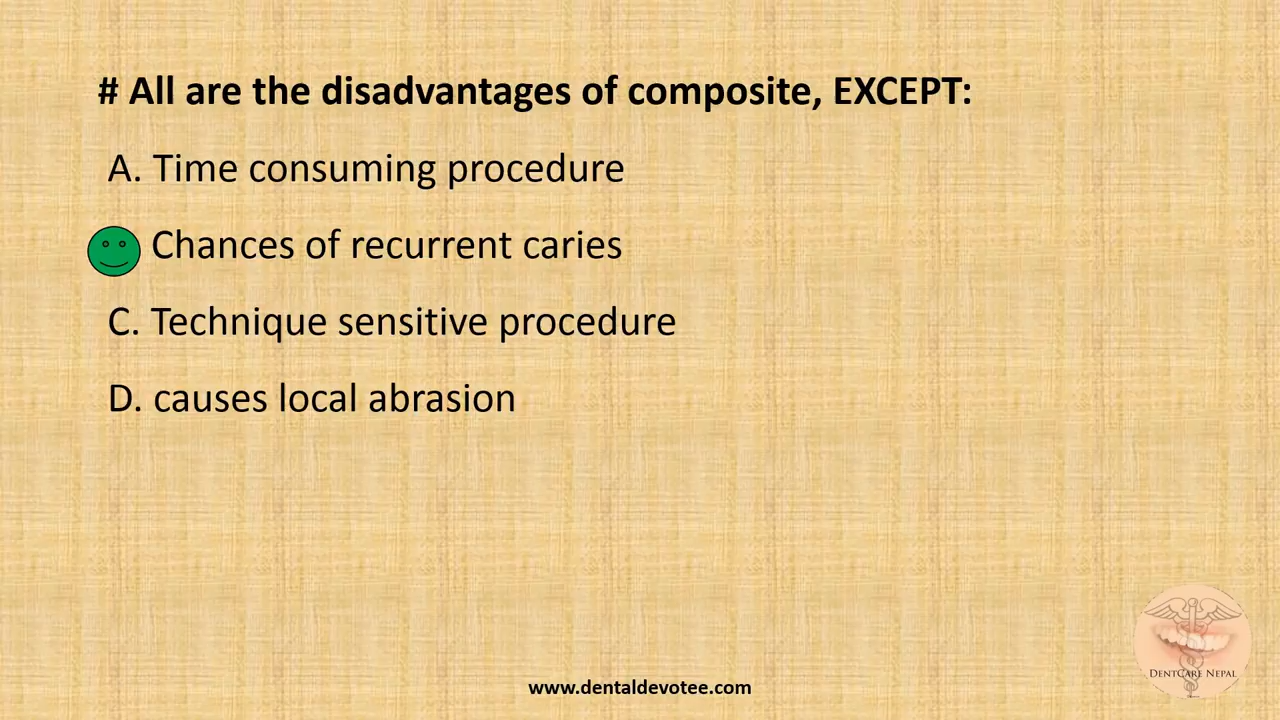 # All are the disadvantages of composite, EXCEPT:
A. Time consuming procedure
Chances of recurrent caries
C. Technique sensitive procedure
D. causes local abrasion
DENTCARE NEPAL
www.dentaldevotee.com